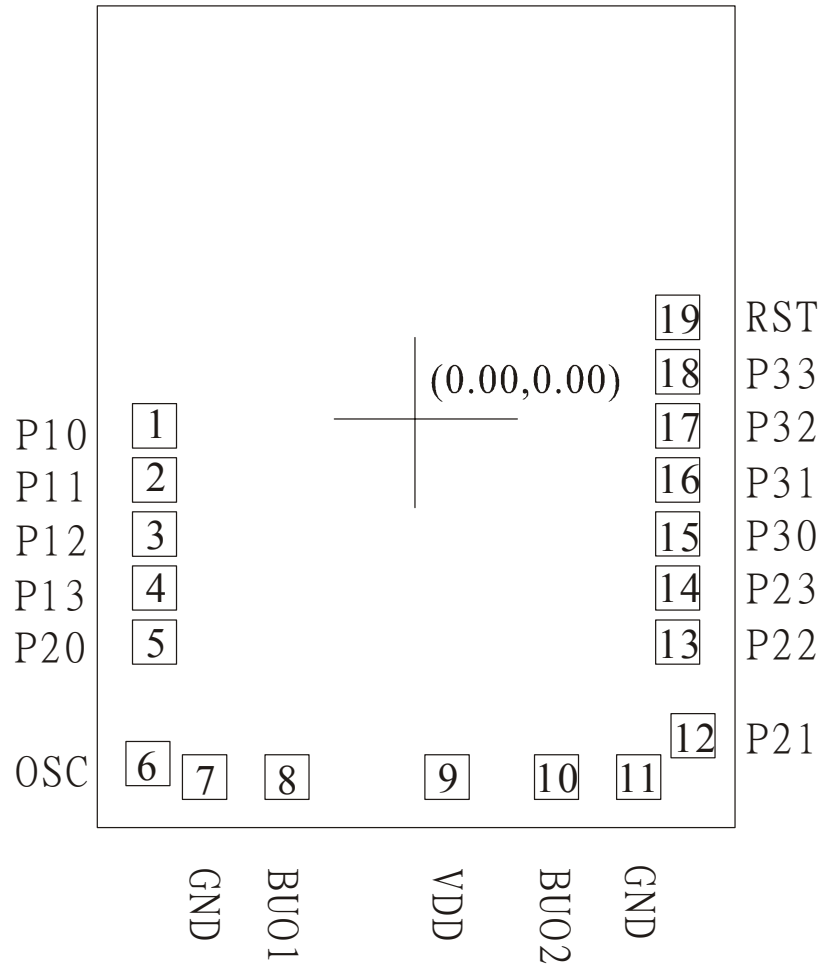 19 RST
(0.00,0.00) 18 P33
P10 1 17 P32
P11 2 16 P31
P12 3 15 P30
P13 4 14 P23
P20 5 13 P22
12 P21
OSC 6 7 8 9 10 11
GND BUO1 VDD BUO2 GND